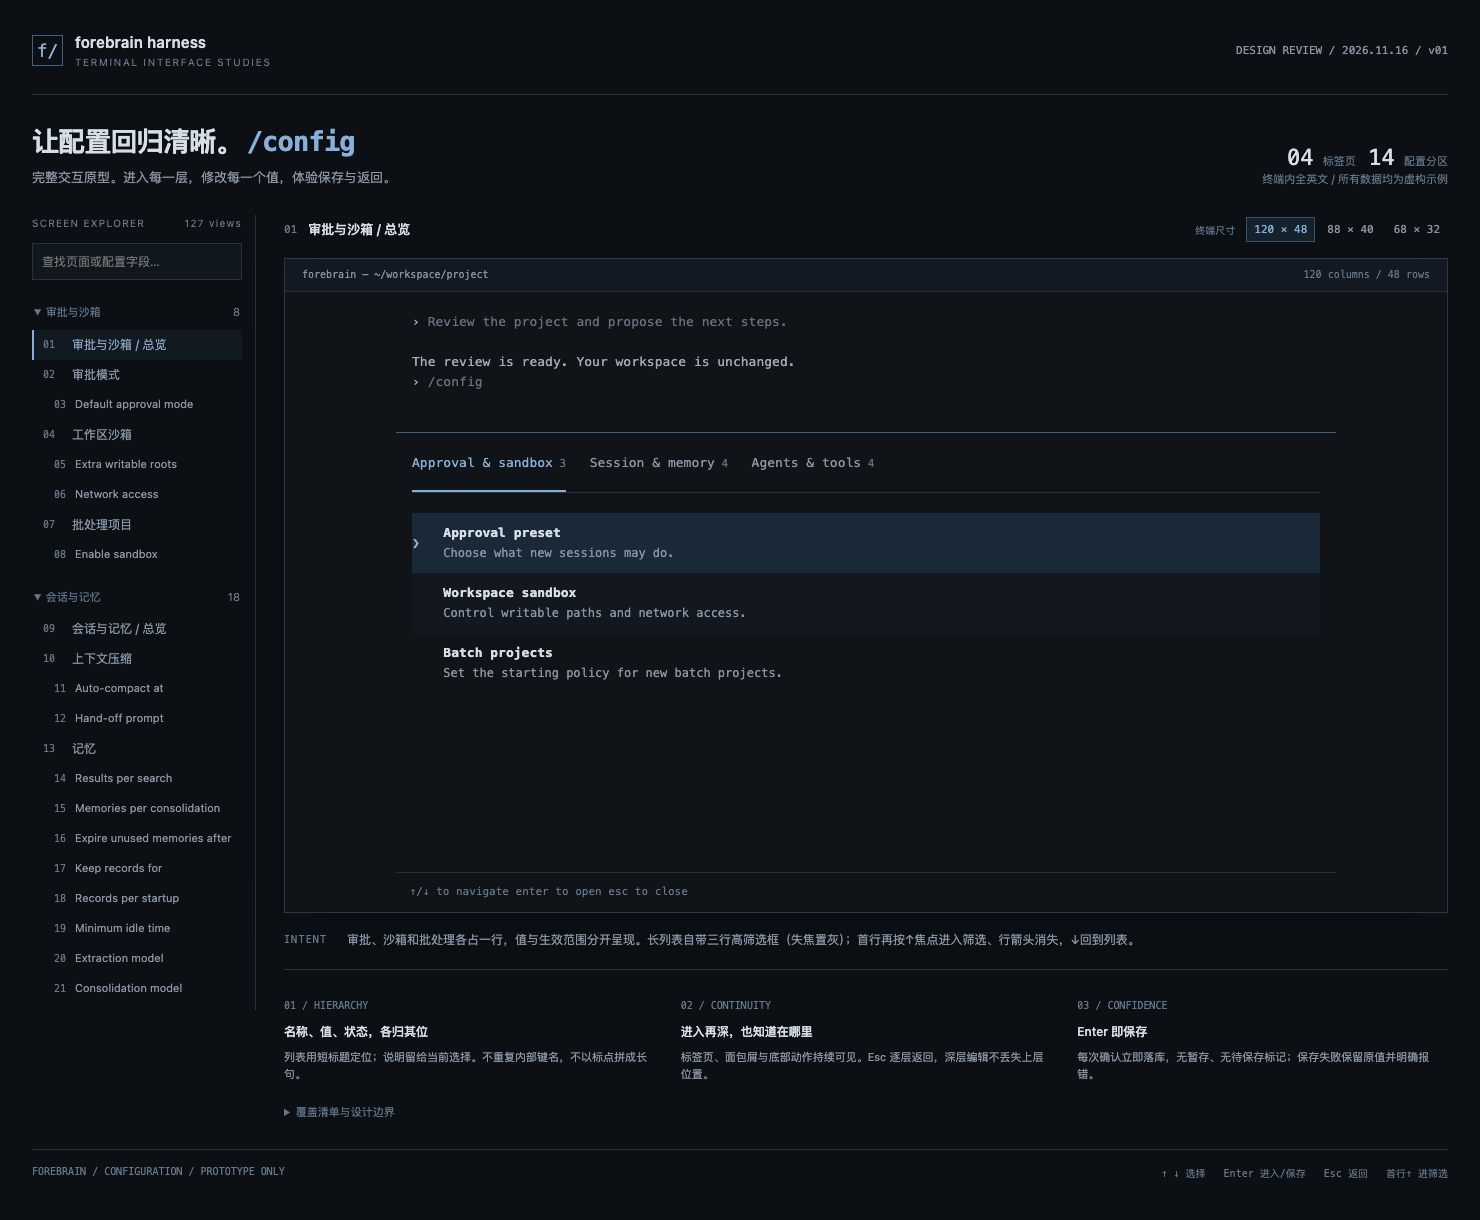 f/
forebrain harness
TERMINAL INTERFACE STUDIES
DESIGN REVIEW / 2026.11.16 / v01
让配置回归清晰。/config
完整交互原型。进入每一层，修改每一个值，体验保存与返回。
04 标签页 14 配置分区
终端内全英文 / 所有数据均为虚构示例
SCREEN EXPLORER 127 views
查找页面或配置字段...
▼ 审批与沙箱 8
01 审批与沙箱 / 总览
02 审批模式
03 Default approval mode
04 工作区沙箱
05 Extra writable roots
06 Network access
07 批处理项目
08 Enable sandbox
▼ 会话与记忆 18
09 会话与记忆 / 总览
10 上下文压缩
11 Auto-compact at
12 Hand-off prompt
13 记忆
14 Results per search
15 Memories per consolidation
16 Expire unused memories after
17 Keep records for
18 Records per startup
19 Minimum idle time
20 Extraction model
21 Consolidation model
01 审批与沙箱 / 总览
终端尺寸 120 × 48 88 × 40 68 × 32
forebrain — ~/workspace/project 120 columns / 48 rows
› Review the project and propose the next steps.
The review is ready. Your workspace is unchanged.
› /config
Approval & sandbox 3 Session & memory 4 Agents & tools 4
❯ Approval preset
Choose what new sessions may do.
Workspace sandbox
Control writable paths and network access.
Batch projects
Set the starting policy for new batch projects.
↑/↓ to navigate enter to open esc to close
INTENT 审批、沙箱和批处理各占一行，值与生效范围分开呈现。长列表自带三行高筛选框（失焦置灰）；首行再按↑焦点进入筛选、行箭头消失，↓回到列表。
01 / HIERARCHY
名称、值、状态，各归其位
列表用短标题定位；说明留给当前选择。不重复内部键名，不以标点拼成长
句。
02 / CONTINUITY
进入再深，也知道在哪里
标签页、面包屑与底部动作持续可见。Esc 逐层返回，深层编辑不丢失上层
位置。
03 / CONFIDENCE
Enter 即保存
每次确认立即落库，无暂存、无待保存标记；保存失败保留原值并明确报
错。
▶ 覆盖清单与设计边界
FOREBRAIN / CONFIGURATION / PROTOTYPE ONLY
↑ ↓ 选择 Enter 进入/保存 Esc 返回 首行↑ 进筛选